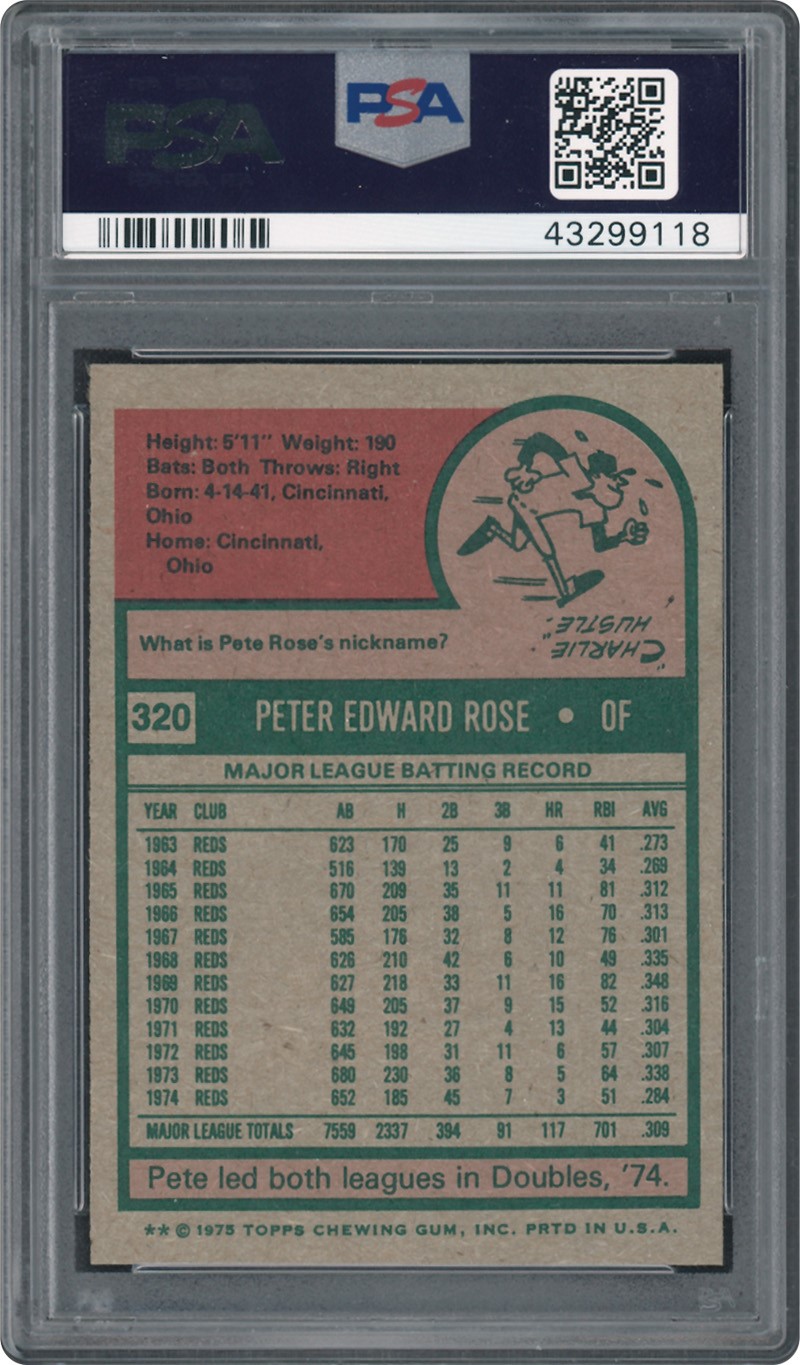 PSA
PSA
43299118
Height: 5'11" Weight: 190
Bats: Both Throws: Right
Born: 4-14-41, Cincinnati,
Ohio
Home: Cincinnati,
Ohio
What is Pete Rose's nickname?
"CHARLIE
HUSTLE"
320 PETER EDWARD ROSE • OF
MAJOR LEAGUE BATTING RECORD
YEAR CLUB AB H 2B 3B HR RBI AVG
1963 REDS 623 170 25 9 6 41 .273
1964 REDS 516 139 13 2 4 34 .269
1965 REDS 670 209 35 11 11 81 .312
1966 REDS 654 205 38 5 16 70 .313
1967 REDS 585 176 32 8 12 76 .301
1968 REDS 626 210 42 6 10 49 .335
1969 REDS 627 218 33 11 16 82 .348
1970 REDS 649 205 37 9 15 52 .316
1971 REDS 632 192 27 4 13 44 .304
1972 REDS 645 198 31 11 6 57 .307
1973 REDS 680 230 36 8 5 64 .338
1974 REDS 652 185 45 7 3 51 .284
MAJOR LEAGUE TOTALS 7559 2337 394 91 117 701 .309
Pete led both leagues in Doubles, '74.
** © 1975 TOPPS CHEWING GUM, INC. PRTD IN U.S.A.